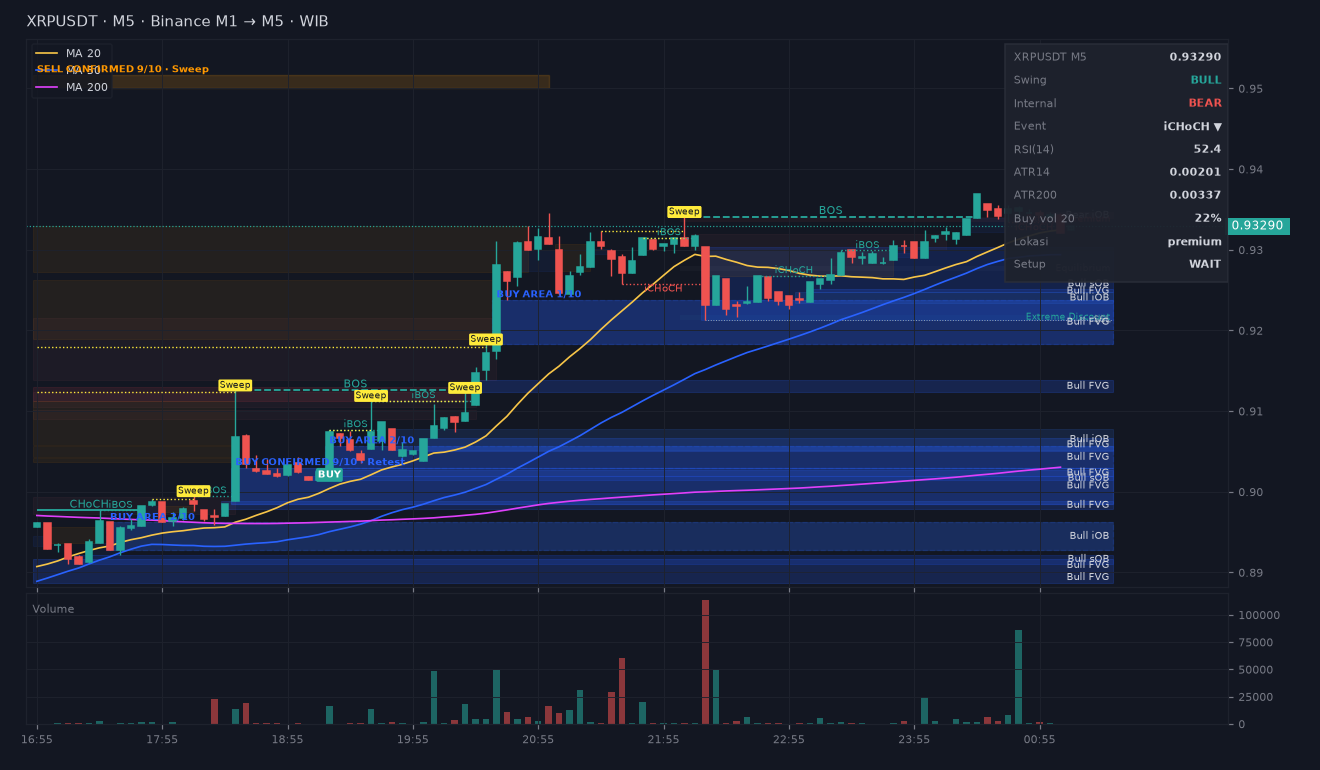 XRPUSDT · M5 · Binance M1 → M5 · WIB
MA 20
SELL CONFIRMED 9/10 · Sweep
MA 200
XRPUSDT M5 0.93290
Swing BULL
Internal BEAR
Event iCHoCH ▼
RSI(14) 52.4
ATR14 0.00201
ATR200 0.00337
Buy vol 20 22%
Lokasi premium
Setup WAIT
0.95
0.94
0.93290
0.93
0.92
0.91
0.90
0.89
Sweep
BOS
iBOS
iBOS
iCHoCH
iCHoCH
BUY AREA 1/10
Bull FVG
Bull iOB
Extreme Discount
Bull FVG
Sweep
Sweep
BOS
Sweep
iBOS
Sweep
Bull FVG
iBOS
BUY AREA 2/10
Bull iOB
Bull FVG
Bull FVG
BUY CONFIRMED 9/10 · Retest
BUY
Bull FVG
Bull sOB
Bull FVG
Sweep
CHoCH
iBOS
Bull FVG
Bull iOB
Bull sOB
Bull FVG
Bull FVG
Volume
100000
75000
50000
25000
0
16:55 17:55 18:55 19:55 20:55 21:55 22:55 23:55 00:55